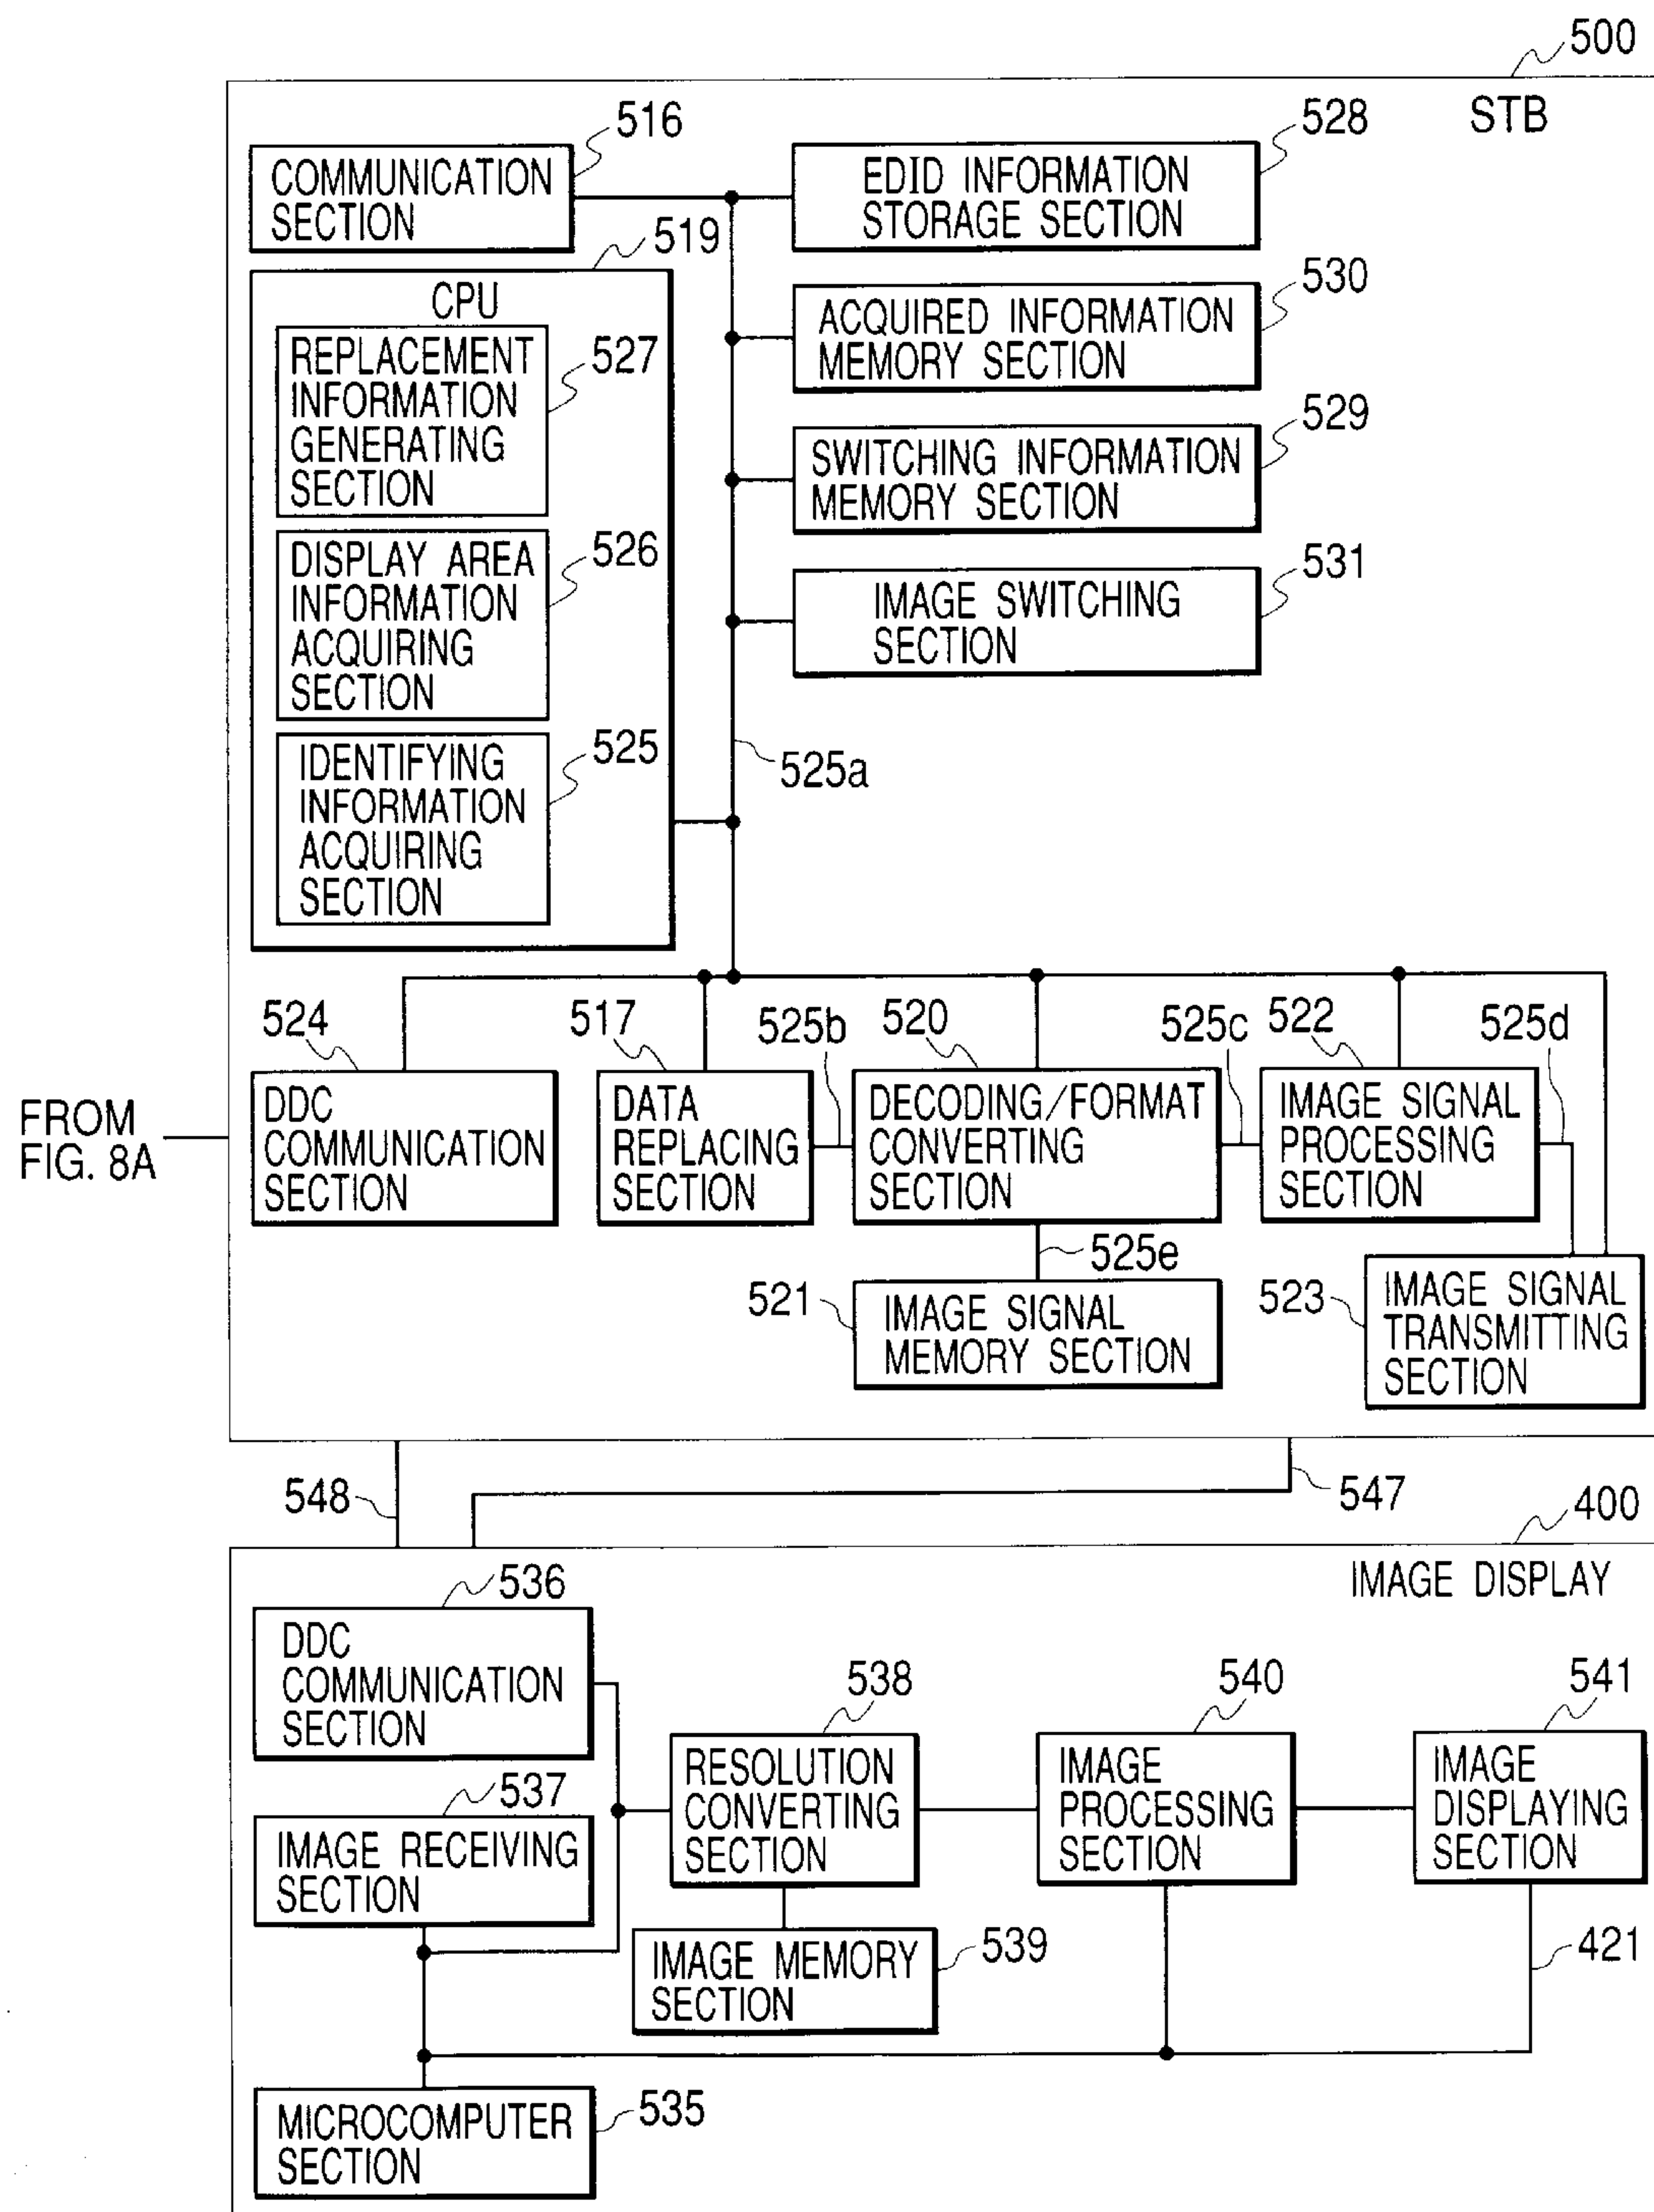 500
STB
516
COMMUNICATION
SECTION
528
EDID INFORMATION
STORAGE SECTION
519
CPU
530
ACQUIRED INFORMATION
MEMORY SECTION
REPLACEMENT
INFORMATION
GENERATING
SECTION
527
529
SWITCHING INFORMATION
MEMORY SECTION
DISPLAY AREA
INFORMATION
ACQUIRING
SECTION
526
531
IMAGE SWITCHING
SECTION
IDENTIFYING
INFORMATION
ACQUIRING
SECTION
525
525a
FROM
FIG. 8A
524
DDC
COMMUNICATION
SECTION
517
DATA
REPLACING
SECTION
525b
520
DECODING/FORMAT
CONVERTING
SECTION
525c
522
IMAGE SIGNAL
PROCESSING
SECTION
525d
525e
521
IMAGE SIGNAL
MEMORY SECTION
523
IMAGE SIGNAL
TRANSMITTING
SECTION
548
547
400
IMAGE DISPLAY
536
DDC
COMMUNICATION
SECTION
537
IMAGE RECEIVING
SECTION
538
RESOLUTION
CONVERTING
SECTION
540
IMAGE
PROCESSING
SECTION
541
IMAGE
DISPLAYING
SECTION
IMAGE MEMORY
SECTION
539
421
MICROCOMPUTER
SECTION
535